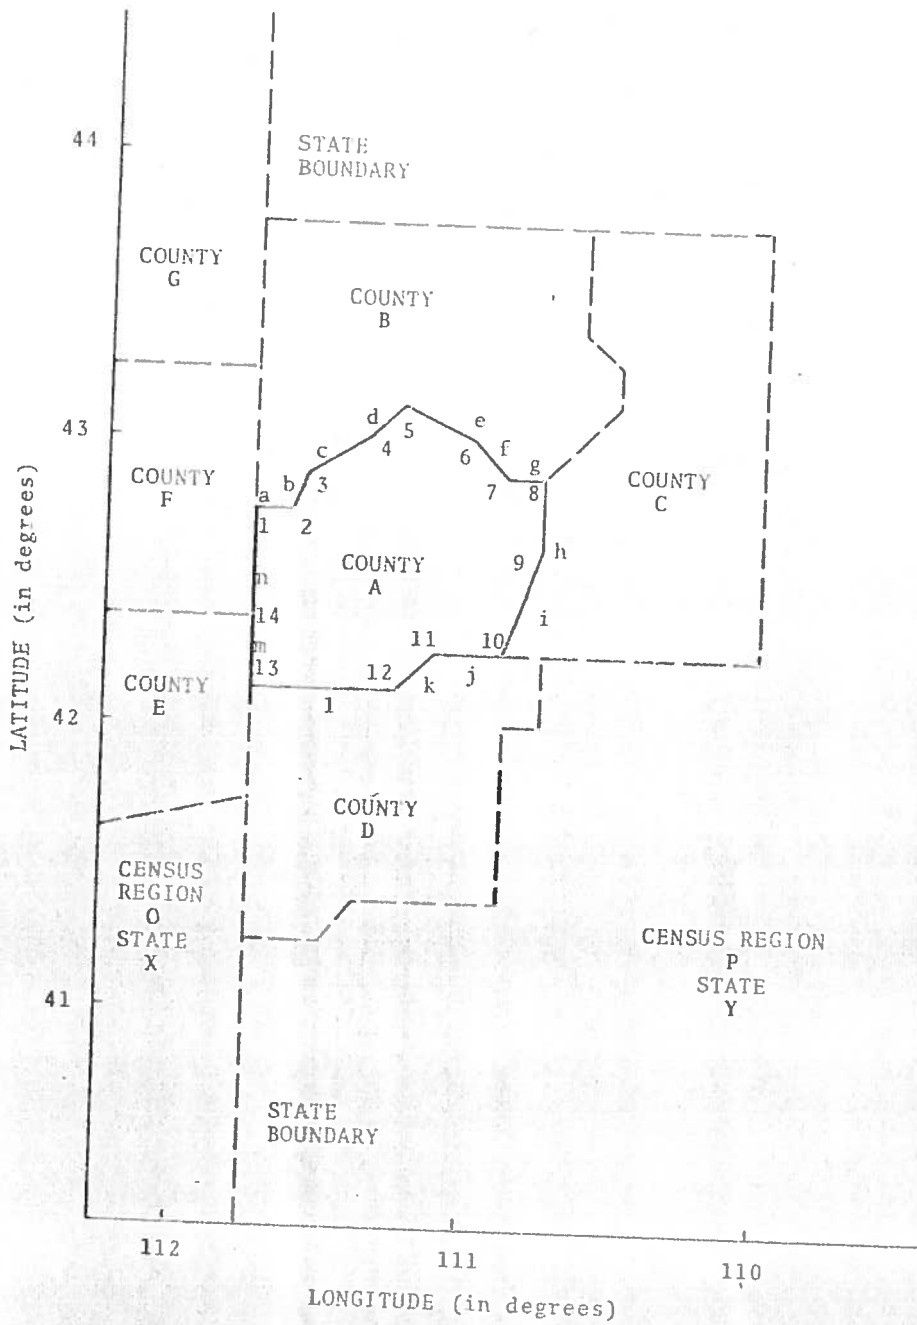 44
STATE
BOUNDARY
COUNTY
G
COUNTY
B
43
d
5
e
4
6
f
c
3
g
7
8
COUNTY
F
COUNTY
C
a
b
1
2
9
h
COUNTY
A
n
14
i
m
11
10
13
12
k
j
l
COUNTY
E
42
COUNTY
D
CENSUS
REGION
O
STATE
X
CENSUS REGION
P
STATE
Y
41
STATE
BOUNDARY
112
111
110
LATITUDE (in degrees)
LONGITUDE (in degrees)